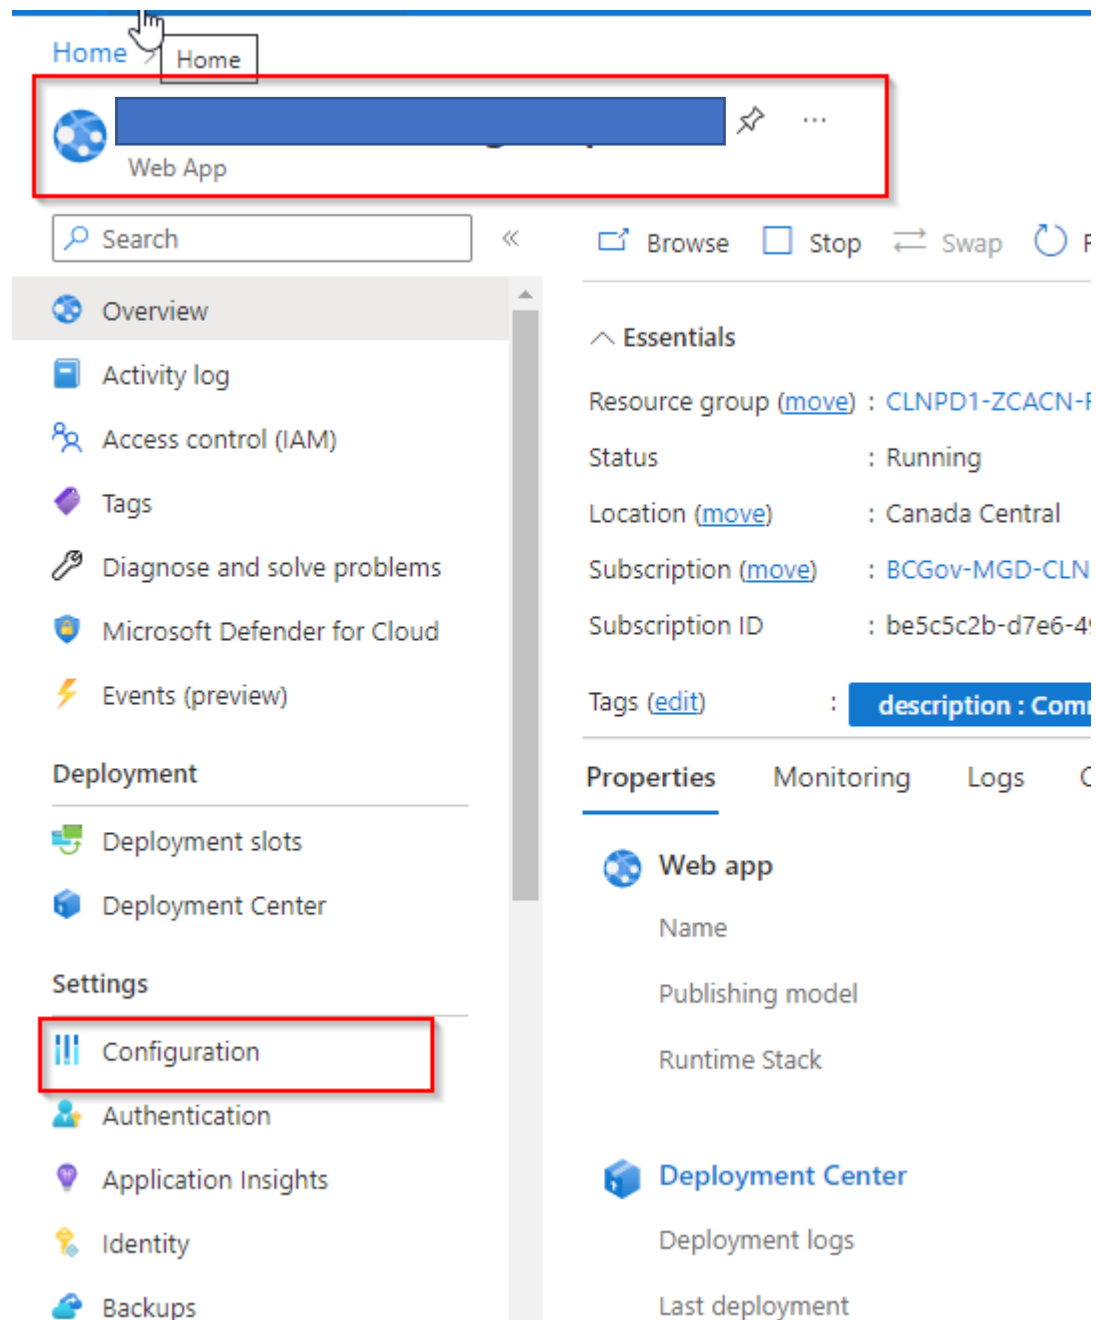 Home
Home
Web App
Search
Browse Stop Swap
Overview
Activity log
Access control (IAM)
Tags
Diagnose and solve problems
Microsoft Defender for Cloud
Events (preview)
Deployment
Deployment slots
Deployment Center
Settings
Configuration
Authentication
Application Insights
Identity
Backups
Essentials
Resource group (move) : CLNPD1-ZCACN-
Status : Running
Location (move) : Canada Central
Subscription (move) : BCGov-MGD-CLN
Subscription ID : be5c5c2b-d7e6-4
Tags (edit) : description : Com
Properties Monitoring Logs
Web app
Name
Publishing model
Runtime Stack
Deployment Center
Deployment logs
Last deployment